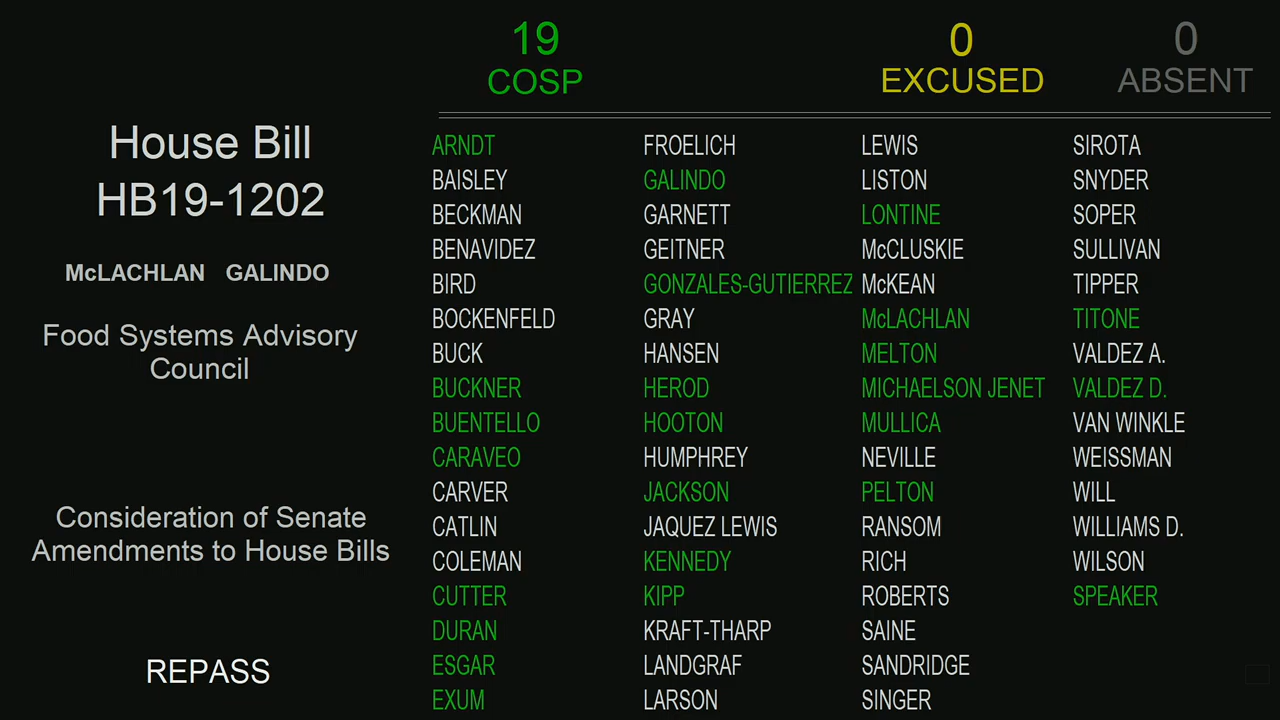 19
COSP
0
EXCUSED
0
ABSENT
House Bill
HB19-1202
McLACHLAN GALINDO
Food Systems Advisory
Council
Consideration of Senate
Amendments to House Bills
REPASS
ARNDT
BAISLEY
BECKMAN
BENAVIDEZ
BIRD
BOCKENFELD
BUCK
BUCKNER
BUENTELLO
CARAVEO
CARVER
CATLIN
COLEMAN
CUTTER
DURAN
ESGAR
EXUM
FROELICH
GALINDO
GARNETT
GEITNER
GONZALES-GUTIERREZ
GRAY
HANSEN
HEROD
HOOTON
HUMPHREY
JACKSON
JAQUEZ LEWIS
KENNEDY
KIPP
KRAFT-THARP
LANDGRAF
LARSON
LEWIS
LISTON
LONTINE
McCLUSKIE
McKEAN
McLACHLAN
MELTON
MICHAELSON JENET
MULLICA
NEVILLE
PELTON
RANSOM
RICH
ROBERTS
SAINE
SANDRIDGE
SINGER
SIROTA
SNYDER
SOPER
SULLIVAN
TIPPER
TITONE
VALDEZ A.
VALDEZ D.
VAN WINKLE
WEISSMAN
WILL
WILLIAMS D.
WILSON
SPEAKER